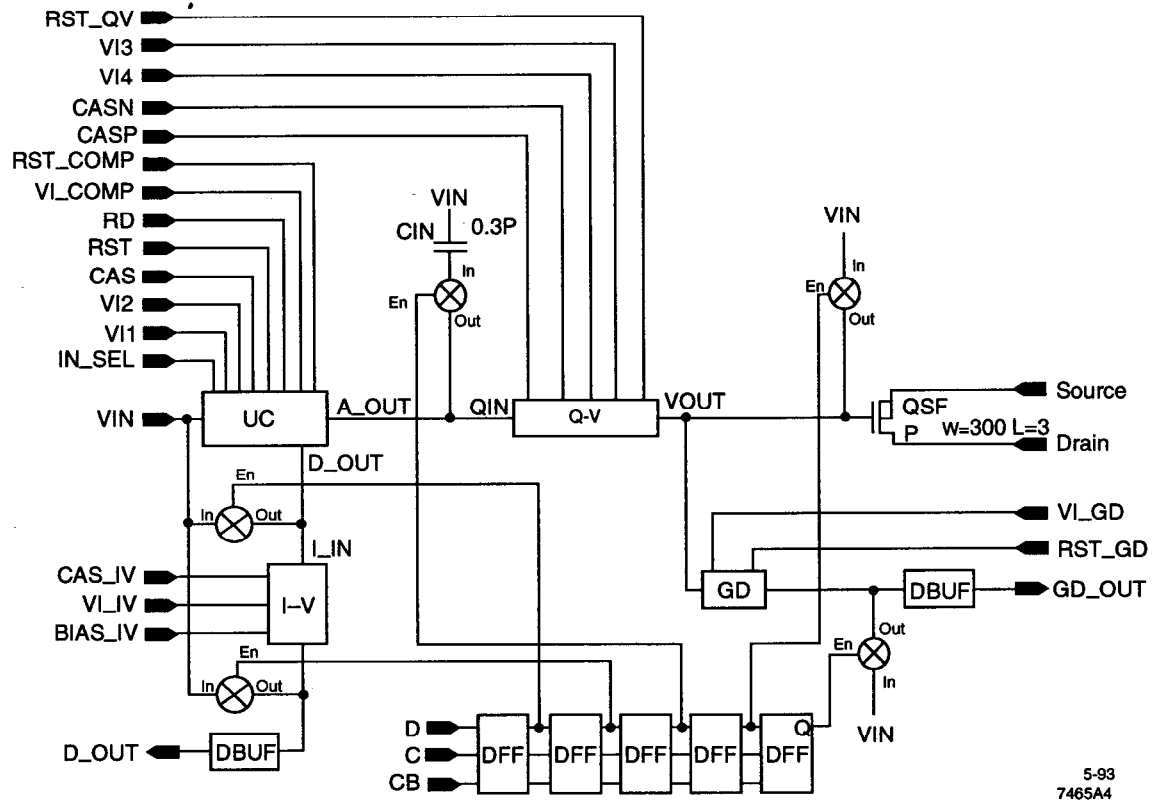 RST_QV
VI3
VI4
CASN
CASP
RST_COMP
VI_COMP
RD
RST
CAS
VI2
VI1
IN_SEL
VIN
CIN 0.3P
In
En
Out
VIN
In
En
Out
VIN
UC
A_OUT
QIN
Q-V
VOUT
QSF
P W=300 L=3
Source
Drain
D_OUT
En
In
Out
I_IN
CAS_IV
VI_IV
BIAS_IV
I-V
VI_GD
RST_GD
GD
DBUF
GD_OUT
Out
En
In
VIN
En
In
Out
D_OUT
DBUF
D
C
CB
DFF
DFF
DFF
DFF
Q
DFF
5-93
7465A4